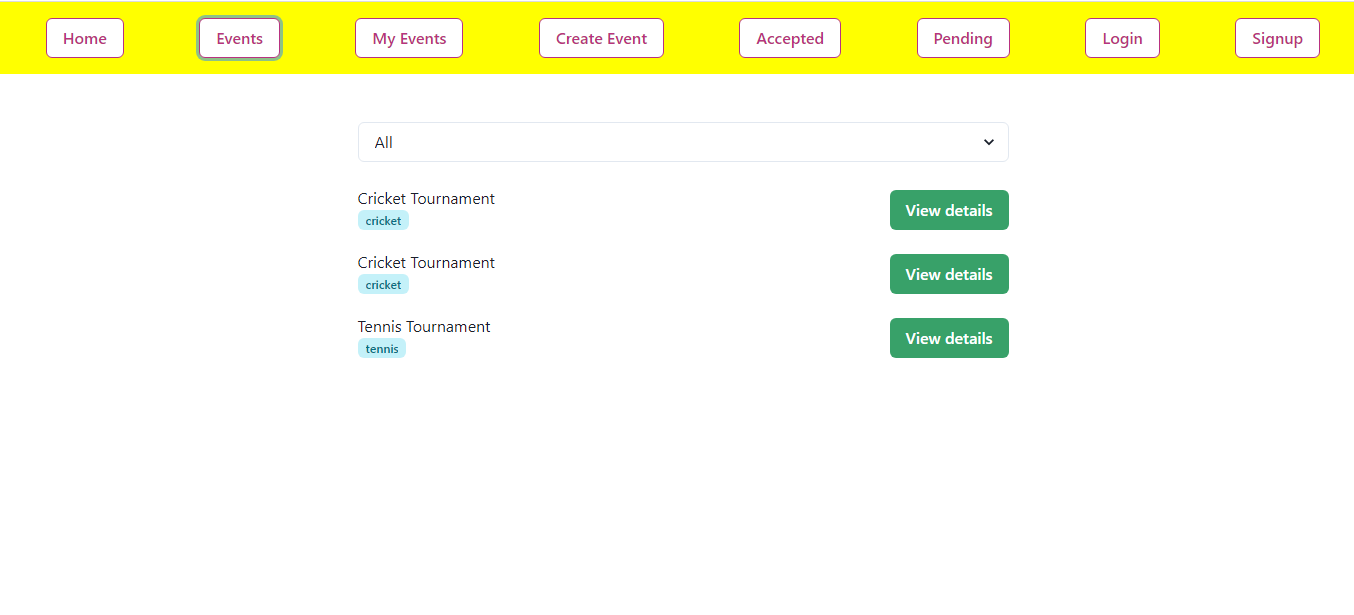 Home Events My Events Create Event Accepted Pending Login Signup
All
Cricket Tournament
cricket
View details
Cricket Tournament
cricket
View details
Tennis Tournament
tennis
View details